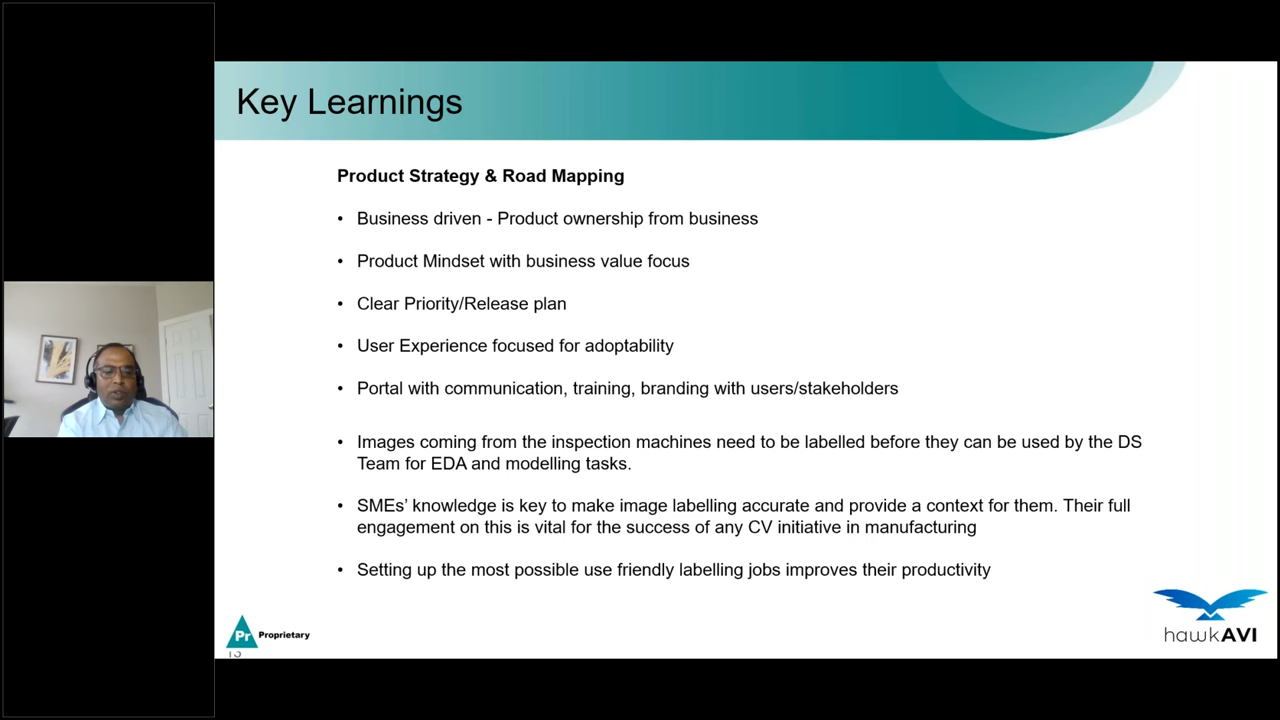 Key Learnings
Product Strategy & Road Mapping
• Business driven - Product ownership from business
• Product Mindset with business value focus
• Clear Priority/Release plan
• User Experience focused for adoptability
• Portal with communication, training, branding with users/stakeholders
• Images coming from the inspection machines need to be labelled before they can be used by the DS
Team for EDA and modelling tasks.
• SMEs’ knowledge is key to make image labelling accurate and provide a context for them. Their full
engagement on this is vital for the success of any CV initiative in manufacturing
• Setting up the most possible use friendly labelling jobs improves their productivity
Pr Proprietary
hawkAVI